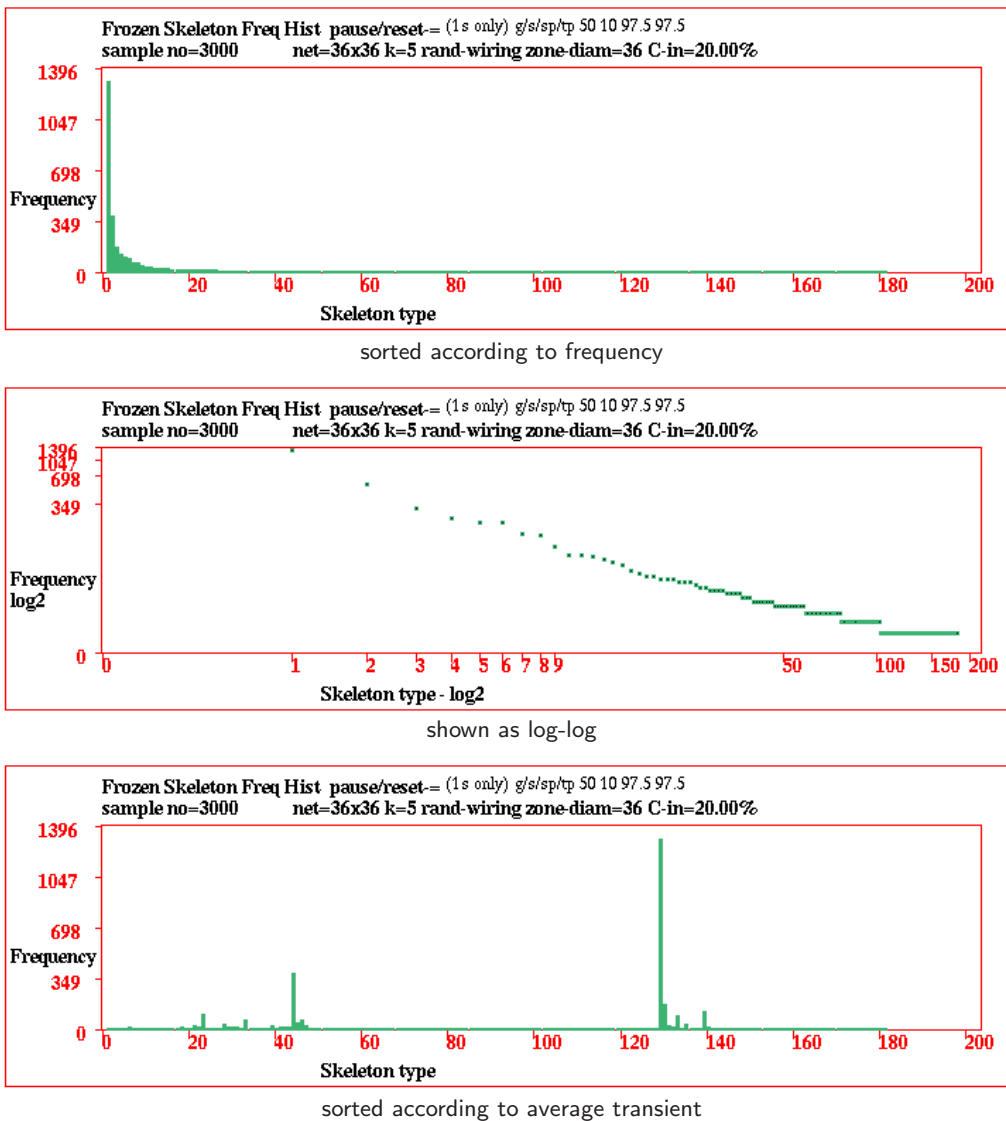 Frozen Skeleton Freq Hist pause/reset-= (1s only) g/s/sp/tp 50 10 97.5 97.5
sample no=3000 net=36x36 k=5 rand-wiring zone-diam=36 C-in=20.00%
1396
1047
698
Frequency
349
0
0 20 40 60 80 100 120 140 160 180 200
Skeleton type
sorted according to frequency
Frozen Skeleton Freq Hist pause/reset-= (1s only) g/s/sp/tp 50 10 97.5 97.5
sample no=3000 net=36x36 k=5 rand-wiring zone-diam=36 C-in=20.00%
1396
1047
698
349
Frequency
log2
0
0 1 2 3 4 5 6 7 8 9 50 100 150 200
Skeleton type - log2
shown as log-log
Frozen Skeleton Freq Hist pause/reset-= (1s only) g/s/sp/tp 50 10 97.5 97.5
sample no=3000 net=36x36 k=5 rand-wiring zone-diam=36 C-in=20.00%
1396
1047
698
Frequency
349
0
0 20 40 60 80 100 120 140 160 180 200
Skeleton type
sorted according to average transient